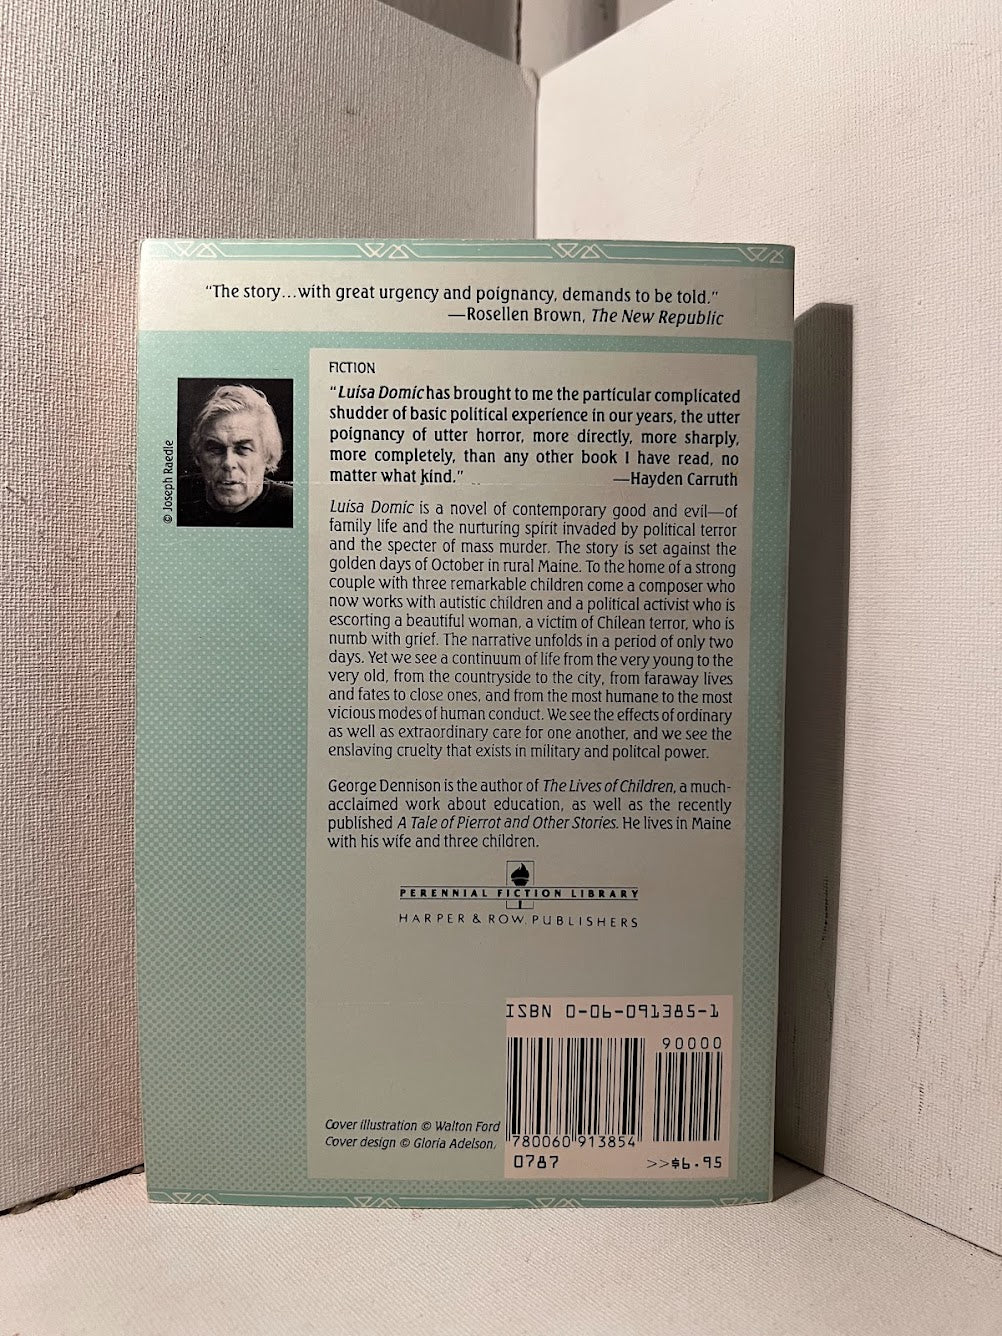 "The story...with great urgency and poignancy, demands to be told."
—Rosellen Brown, The New Republic
FICTION
"Luisa Domic has brought to me the particular complicated
shudder of basic political experience in our years, the utter
poignancy of utter horror, more directly, more sharply,
more completely, than any other book I have read, no
matter what kind." —Hayden Carruth
© Joseph Raedle
Luisa Domic is a novel of contemporary good and evil—of
family life and the nurturing spirit invaded by political terror
and the specter of mass murder. The story is set against the
golden days of October in rural Maine. To the home of a strong
couple with three remarkable children come a composer who
now works with autistic children and a political activist who is
escorting a beautiful woman, a victim of Chilean terror, who is
numb with grief. The narrative unfolds in a period of only two
days. Yet we see a continuum of life from the very young to the
very old, from the countryside to the city, from faraway lives
and fates to close ones, and from the most humane to the most
vicious modes of human conduct. We see the effects of ordinary
as well as extraordinary care for one another, and we see the
enslaving cruelty that exists in military and politcal power.
George Dennison is the author of The Lives of Children, a much-
acclaimed work about education, as well as the recently
published A Tale of Pierrot and Other Stories. He lives in Maine
with his wife and three children.
PERENNIAL FICTION LIBRARY
HARPER & ROW, PUBLISHERS
ISBN 0-06-091385-1
90000
Cover illustration © Walton Ford
Cover design © Gloria Adelson,
9 780060 913854
0787 >>$6.95